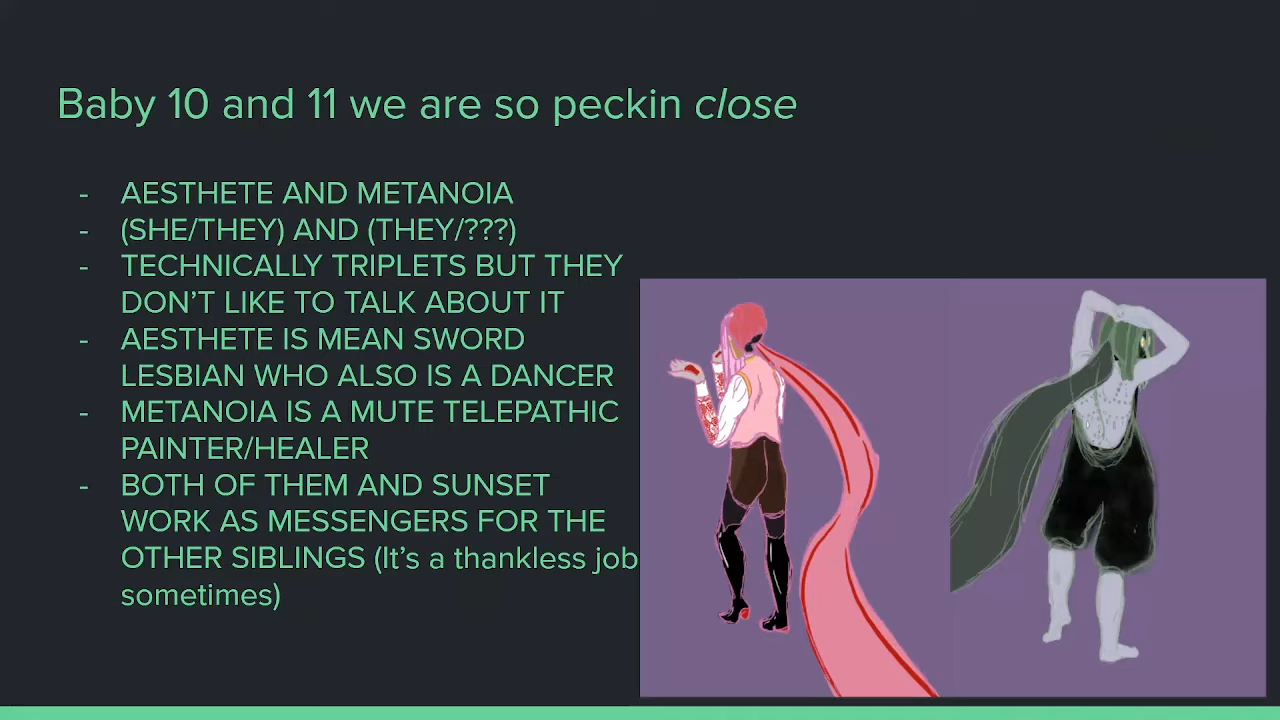 Baby 10 and 11 we are so peckin close
- AESTHETE AND METANOIA
- (SHE/THEY) AND (THEY/???)
- TECHNICALLY TRIPLETS BUT THEY
DON'T LIKE TO TALK ABOUT IT
- AESTHETE IS MEAN SWORD
LESBIAN WHO ALSO IS A DANCER
- METANOIA IS A MUTE TELEPATHIC
PAINTER/HEALER
- BOTH OF THEM AND SUNSET
WORK AS MESSENGERS FOR THE
OTHER SIBLINGS (It's a thankless job
sometimes)